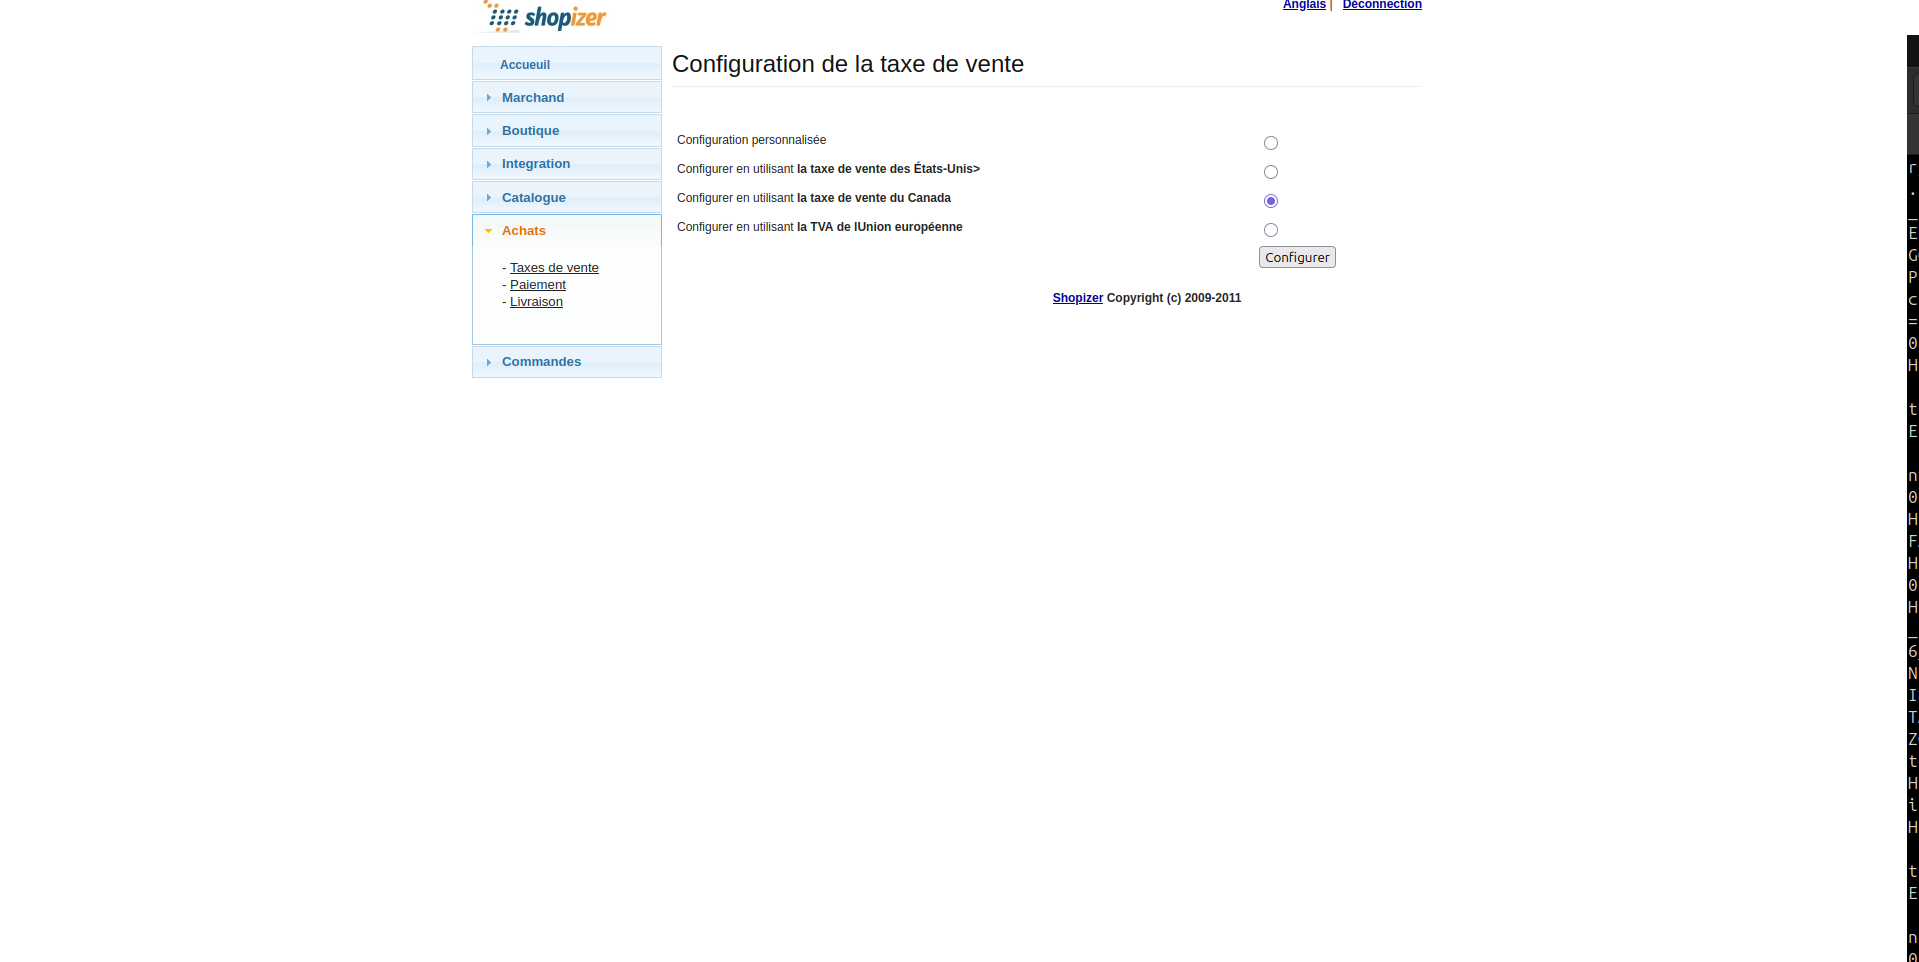 shopizer
Anglais | Déconnection
Accueuil
Marchand
Boutique
Integration
Catalogue
Achats
- Taxes de vente
- Paiement
- Livraison
Commandes
Configuration de la taxe de vente
Configuration personnalisée
Configurer en utilisant la taxe de vente des États-Unis>
Configurer en utilisant la taxe de vente du Canada
Configurer en utilisant la TVA de lUnion européenne
Configurer
Shopizer Copyright (c) 2009-2011